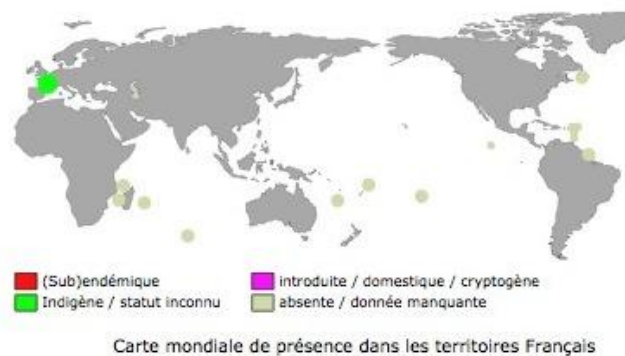 (Sub)endémique
introduite / domestique / cryptogène
Indigène / statut inconnu
absente / donnée manquante
Carte mondiale de présence dans les territoires Français